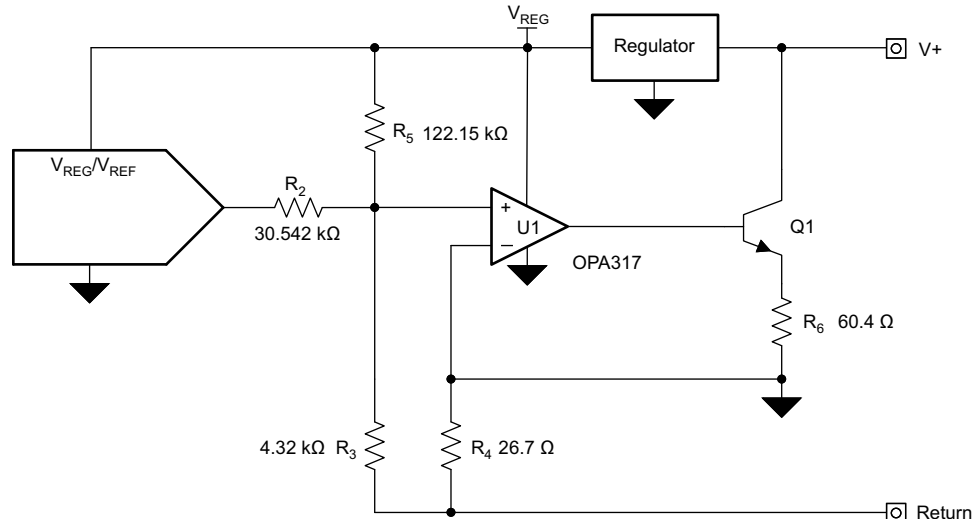 V_REG
Regulator
V+
R_5 122.15 kΩ
V_REG/V_REF
R_2
30.542 kΩ
+
U1
−
OPA317
Q1
R_6 60.4 Ω
4.32 kΩ R_3
R_4 26.7 Ω
Return